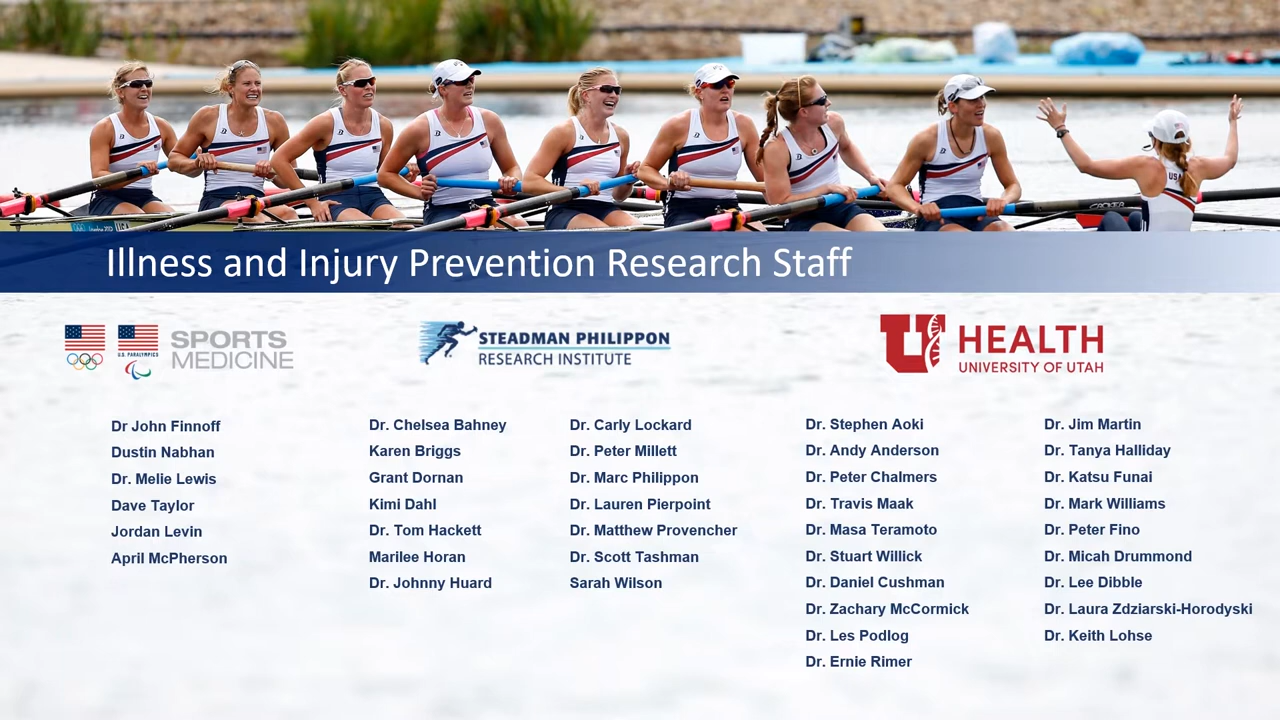 USA
Illness and Injury Prevention Research Staff
U.S. PARALYMPICS
SPORTS
MEDICINE
STEADMAN PHILIPPON
RESEARCH INSTITUTE
U HEALTH
UNIVERSITY OF UTAH
Dr John Finnoff
Dustin Nabhan
Dr. Melie Lewis
Dave Taylor
Jordan Levin
April McPherson
Dr. Chelsea Bahney
Karen Briggs
Grant Dornan
Kimi Dahl
Dr. Tom Hackett
Marilee Horan
Dr. Johnny Huard
Dr. Carly Lockard
Dr. Peter Millett
Dr. Marc Philippon
Dr. Lauren Pierpoint
Dr. Matthew Provencher
Dr. Scott Tashman
Sarah Wilson
Dr. Stephen Aoki
Dr. Andy Anderson
Dr. Peter Chalmers
Dr. Travis Maak
Dr. Masa Teramoto
Dr. Stuart Willick
Dr. Daniel Cushman
Dr. Zachary McCormick
Dr. Les Podlog
Dr. Ernie Rimer
Dr. Jim Martin
Dr. Tanya Halliday
Dr. Katsu Funai
Dr. Mark Williams
Dr. Peter Fino
Dr. Micah Drummond
Dr. Lee Dibble
Dr. Laura Zdziarski-Horodyski
Dr. Keith Lohse